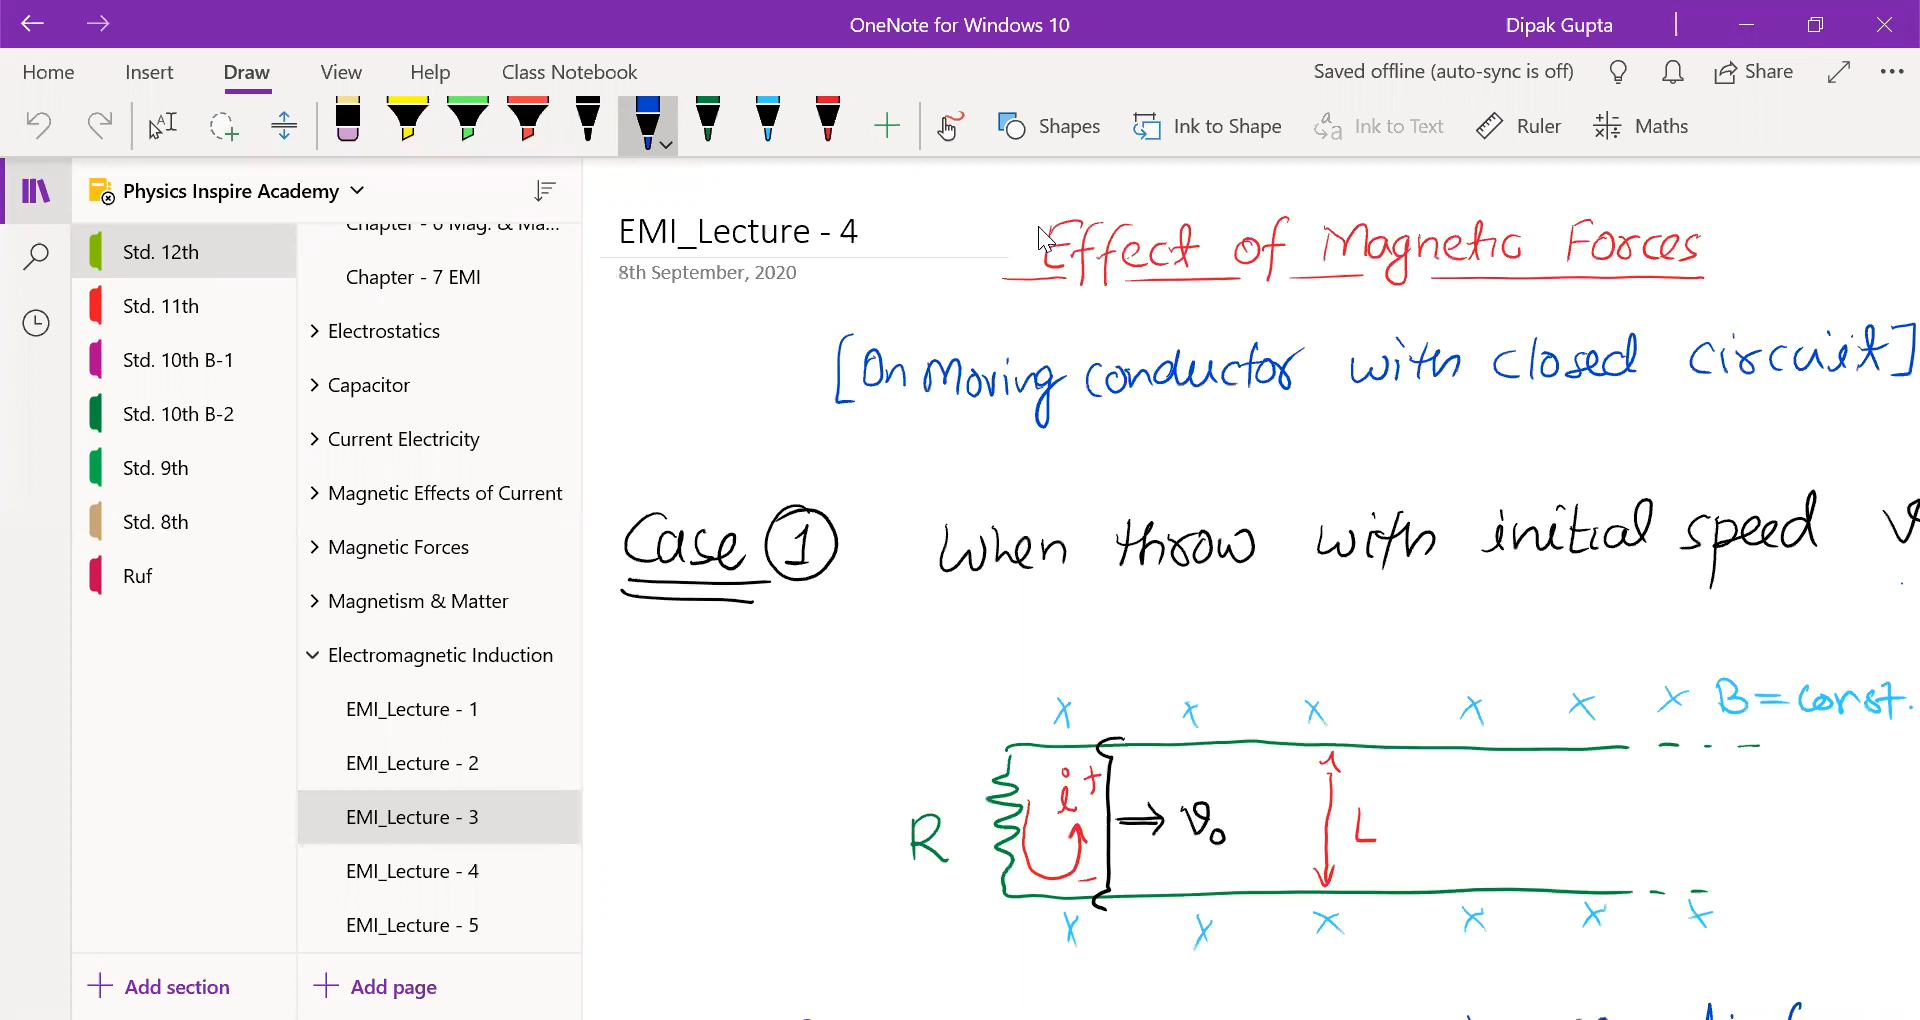 OneNote for Windows 10
Dipak Gupta
Home Insert Draw View Help Class Notebook
Saved offline (auto-sync is off) Share
Shapes Ink to Shape Ink to Text Ruler Maths
Physics Inspire Academy
Std. 12th
Std. 11th
Std. 10th B-1
Std. 10th B-2
Std. 9th
Std. 8th
Ruf
Add section
Chapter - 6 Mag. & Ma...
Chapter - 7 EMI
Electrostatics
Capacitor
Current Electricity
Magnetic Effects of Current
Magnetic Forces
Magnetism & Matter
Electromagnetic Induction
EMI_Lecture - 1
EMI_Lecture - 2
EMI_Lecture - 3
EMI_Lecture - 4
EMI_Lecture - 5
Add page
EMI_Lecture - 4
8th September, 2020
Effect of Magnetic Forces
[On moving conductor with closed circuit]
Case 1 When throw with initial speed v
x x x x x x B = const.
i +
R v₀ L
-
x x x x x x